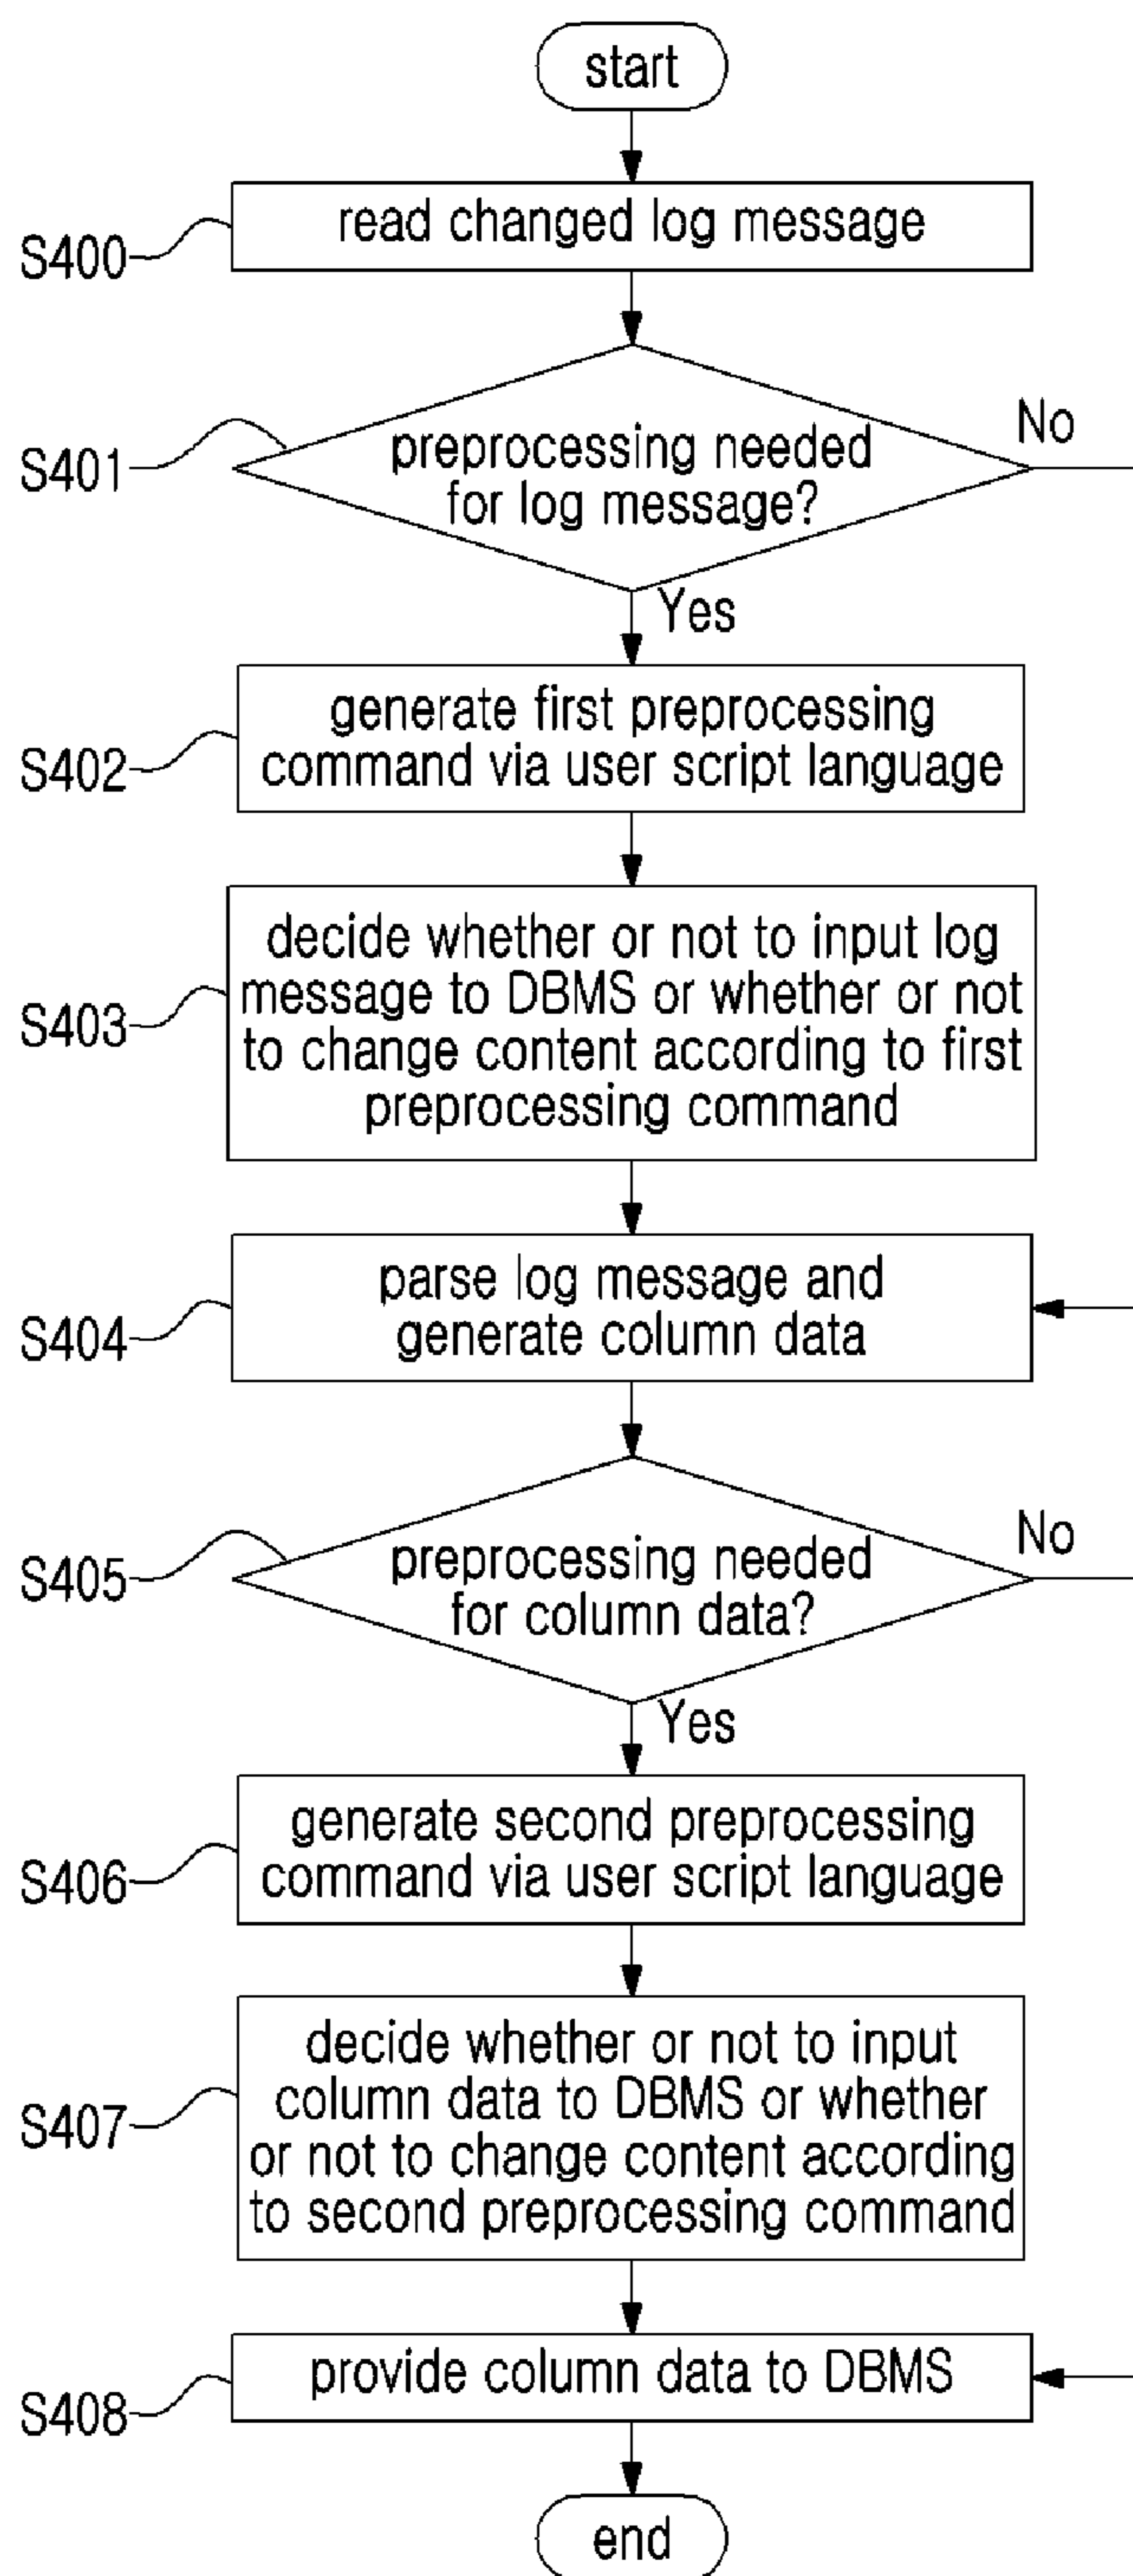 start
S400
read changed log message
S401
preprocessing needed
for log message?
No
Yes
S402
generate first preprocessing
command via user script language
S403
decide whether or not to input log
message to DBMS or whether or not
to change content according to first
preprocessing command
S404
parse log message and
generate column data
S405
preprocessing needed
for column data?
No
Yes
S406
generate second preprocessing
command via user script language
S407
decide whether or not to input
column data to DBMS or whether
or not to change content according
to second preprocessing command
S408
provide column data to DBMS
end